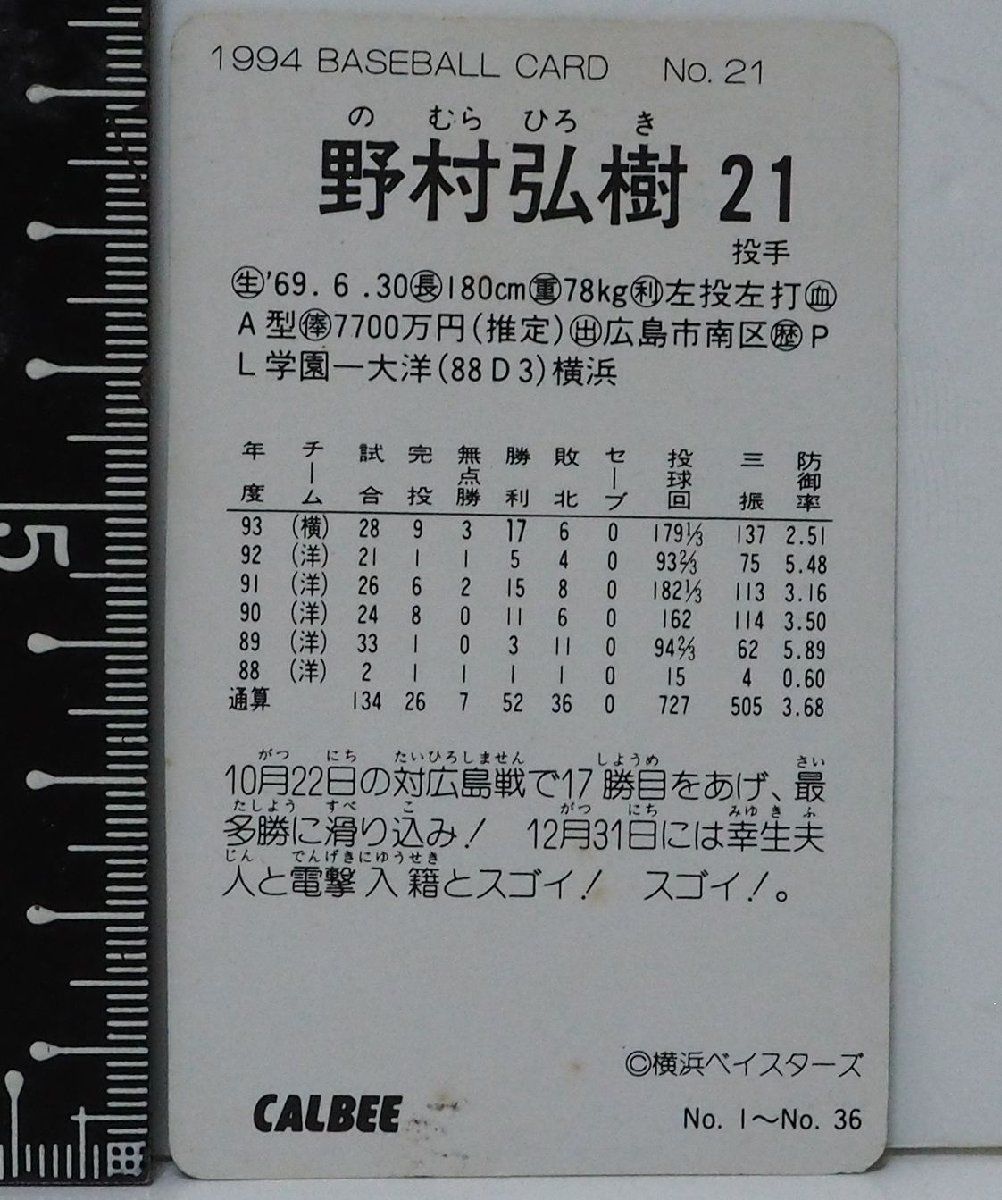 1994 BASEBALL CARD No. 21
の むら ひろ き
野村弘樹 21
投手
㊤生'69.6.30長180cm重78kg利左投左打血
A型俸7700万円(推定)出広島市南区歴P
L学園ー大洋(88D3)横浜
年度 チーム 試合 完投 無点勝 勝利 敗北 セーブ 投球回 三振 防御率
93 (横) 28 9 3 17 6 0 179⅓ 137 2.51
92 (洋) 21 1 1 5 4 0 93⅔ 75 5.48
91 (洋) 26 6 2 15 8 0 182⅓ 113 3.16
90 (洋) 24 8 0 11 6 0 162 114 3.50
89 (洋) 33 1 0 3 11 0 94⅔ 62 5.89
88 (洋) 2 1 1 1 1 0 15 4 0.60
通算 134 26 7 52 36 0 727 505 3.68
がつ にち たいひろしません しようめ さい
10月22日の対広島戦で17勝目をあげ、最
たしよう すべ こ がつ にち みゆき ふ
多勝に滑り込み! 12月31日には幸生夫
じん でんげきにゆうせき
人と電撃入籍とスゴイ! スゴイ!。
©横浜ベイスターズ
CALBEE No. 1〜No. 36
5